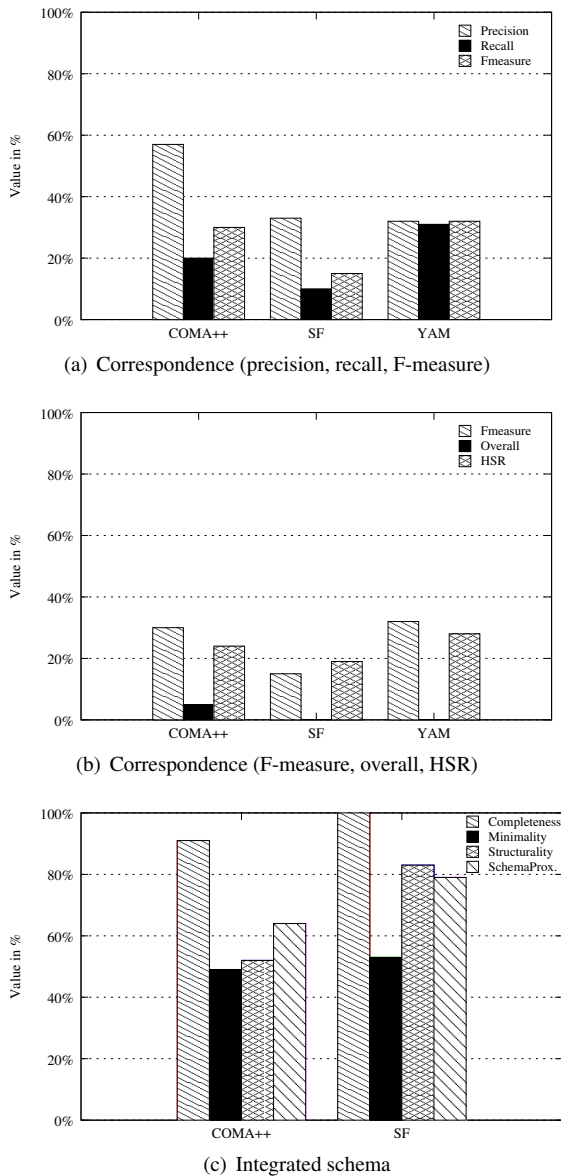 100%
80%
60%
40%
20%
0%
Value in %
Precision
Recall
Fmeasure
COMA++ SF YAM
(a) Correspondence (precision, recall, F-measure)
100%
80%
60%
40%
20%
0%
Value in %
Fmeasure
Overall
HSR
COMA++ SF YAM
(b) Correspondence (F-measure, overall, HSR)
100%
80%
60%
40%
20%
0%
Value in %
Completeness
Minimality
Structurality
SchemaProx.
COMA++ SF
(c) Integrated schema